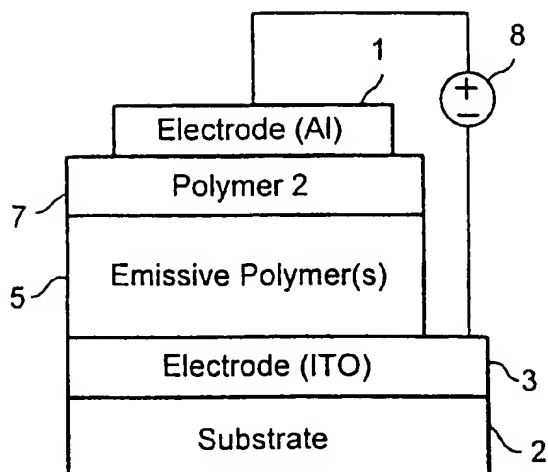 8
1
+
−
Electrode (Al)
Polymer 2
7
Emissive Polymer(s)
5
Electrode (ITO)
3
Substrate
2